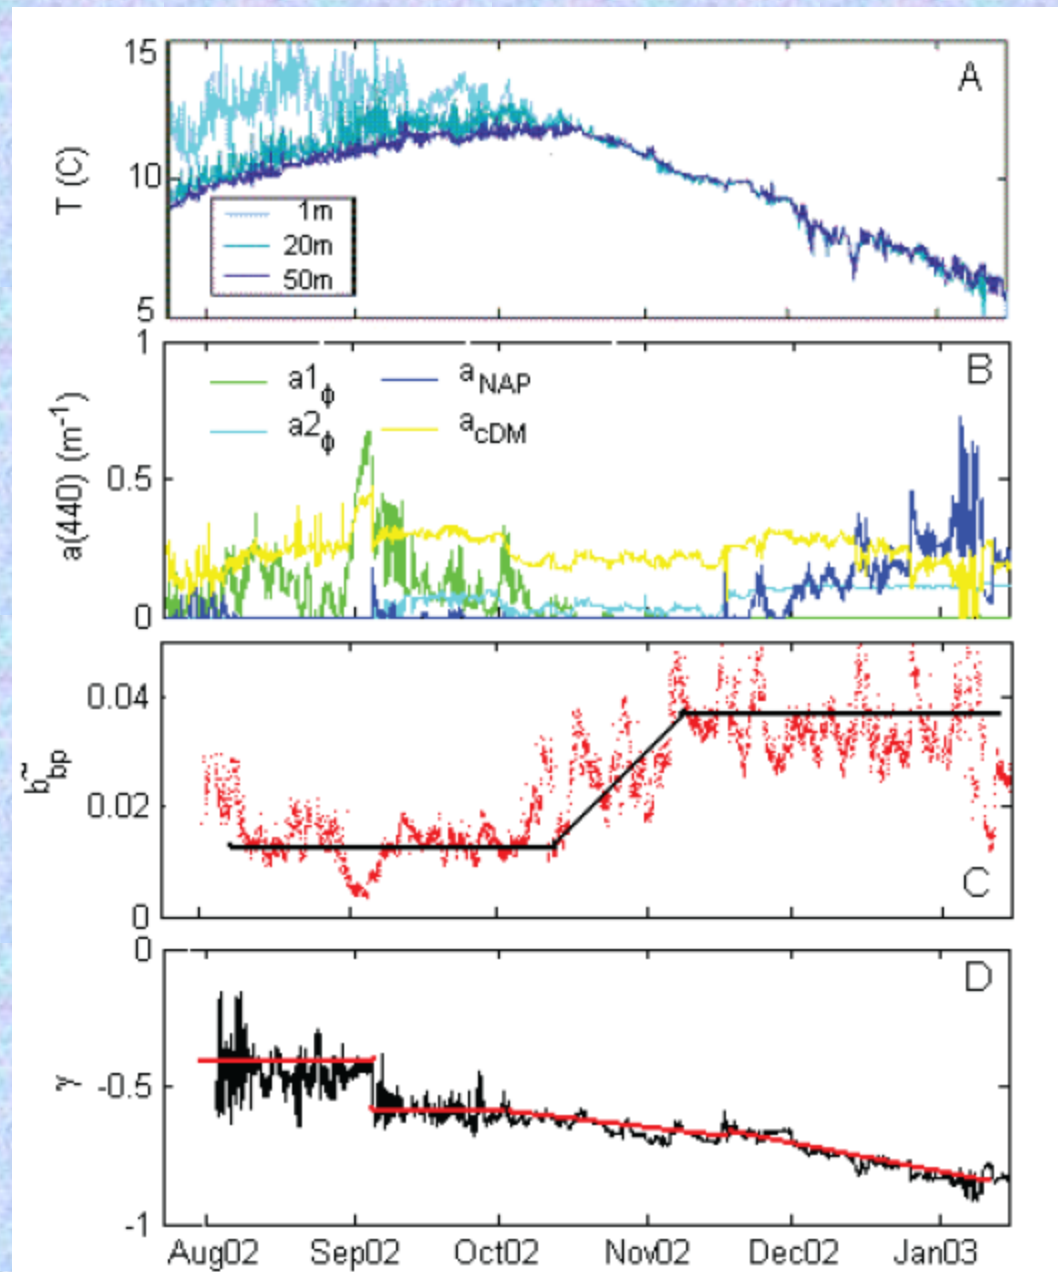 15
A
T (C)
10
1m
20m
50m
5
1
B
a1ϕ
aNAP
a2ϕ
acDM
a(440) (m⁻¹)
0.5
0
0.04
b̃bp
0.02
C
0
0
D
γ
-0.5
-1
Aug02 Sep02 Oct02 Nov02 Dec02 Jan03